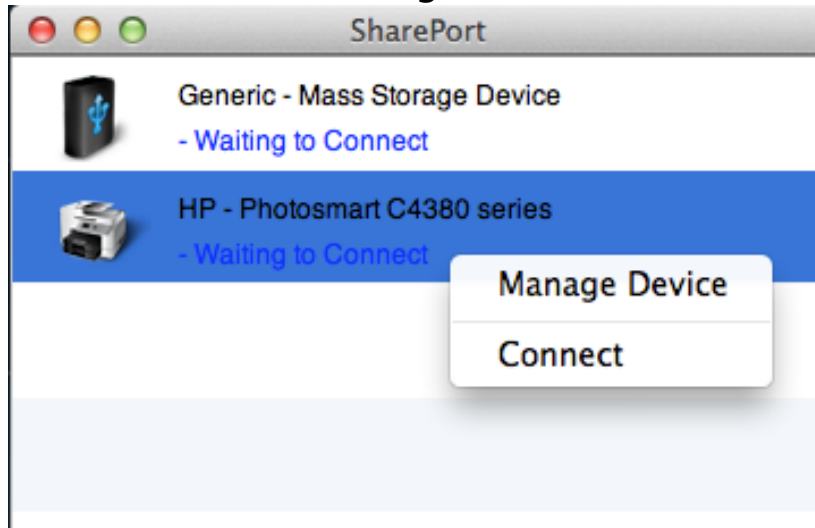 SharePort
Generic - Mass Storage Device
- Waiting to Connect
HP - Photosmart C4380 series
- Waiting to Connect
Manage Device
Connect